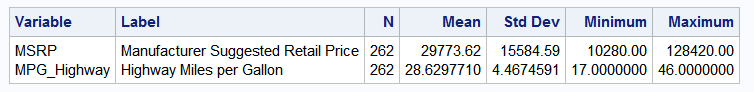 Variable Label N Mean Std Dev Minimum Maximum
MSRP Manufacturer Suggested Retail Price 262 29773.62 15584.59 10280.00 128420.00
MPG_Highway Highway Miles per Gallon 262 28.6297710 4.4674591 17.0000000 46.0000000